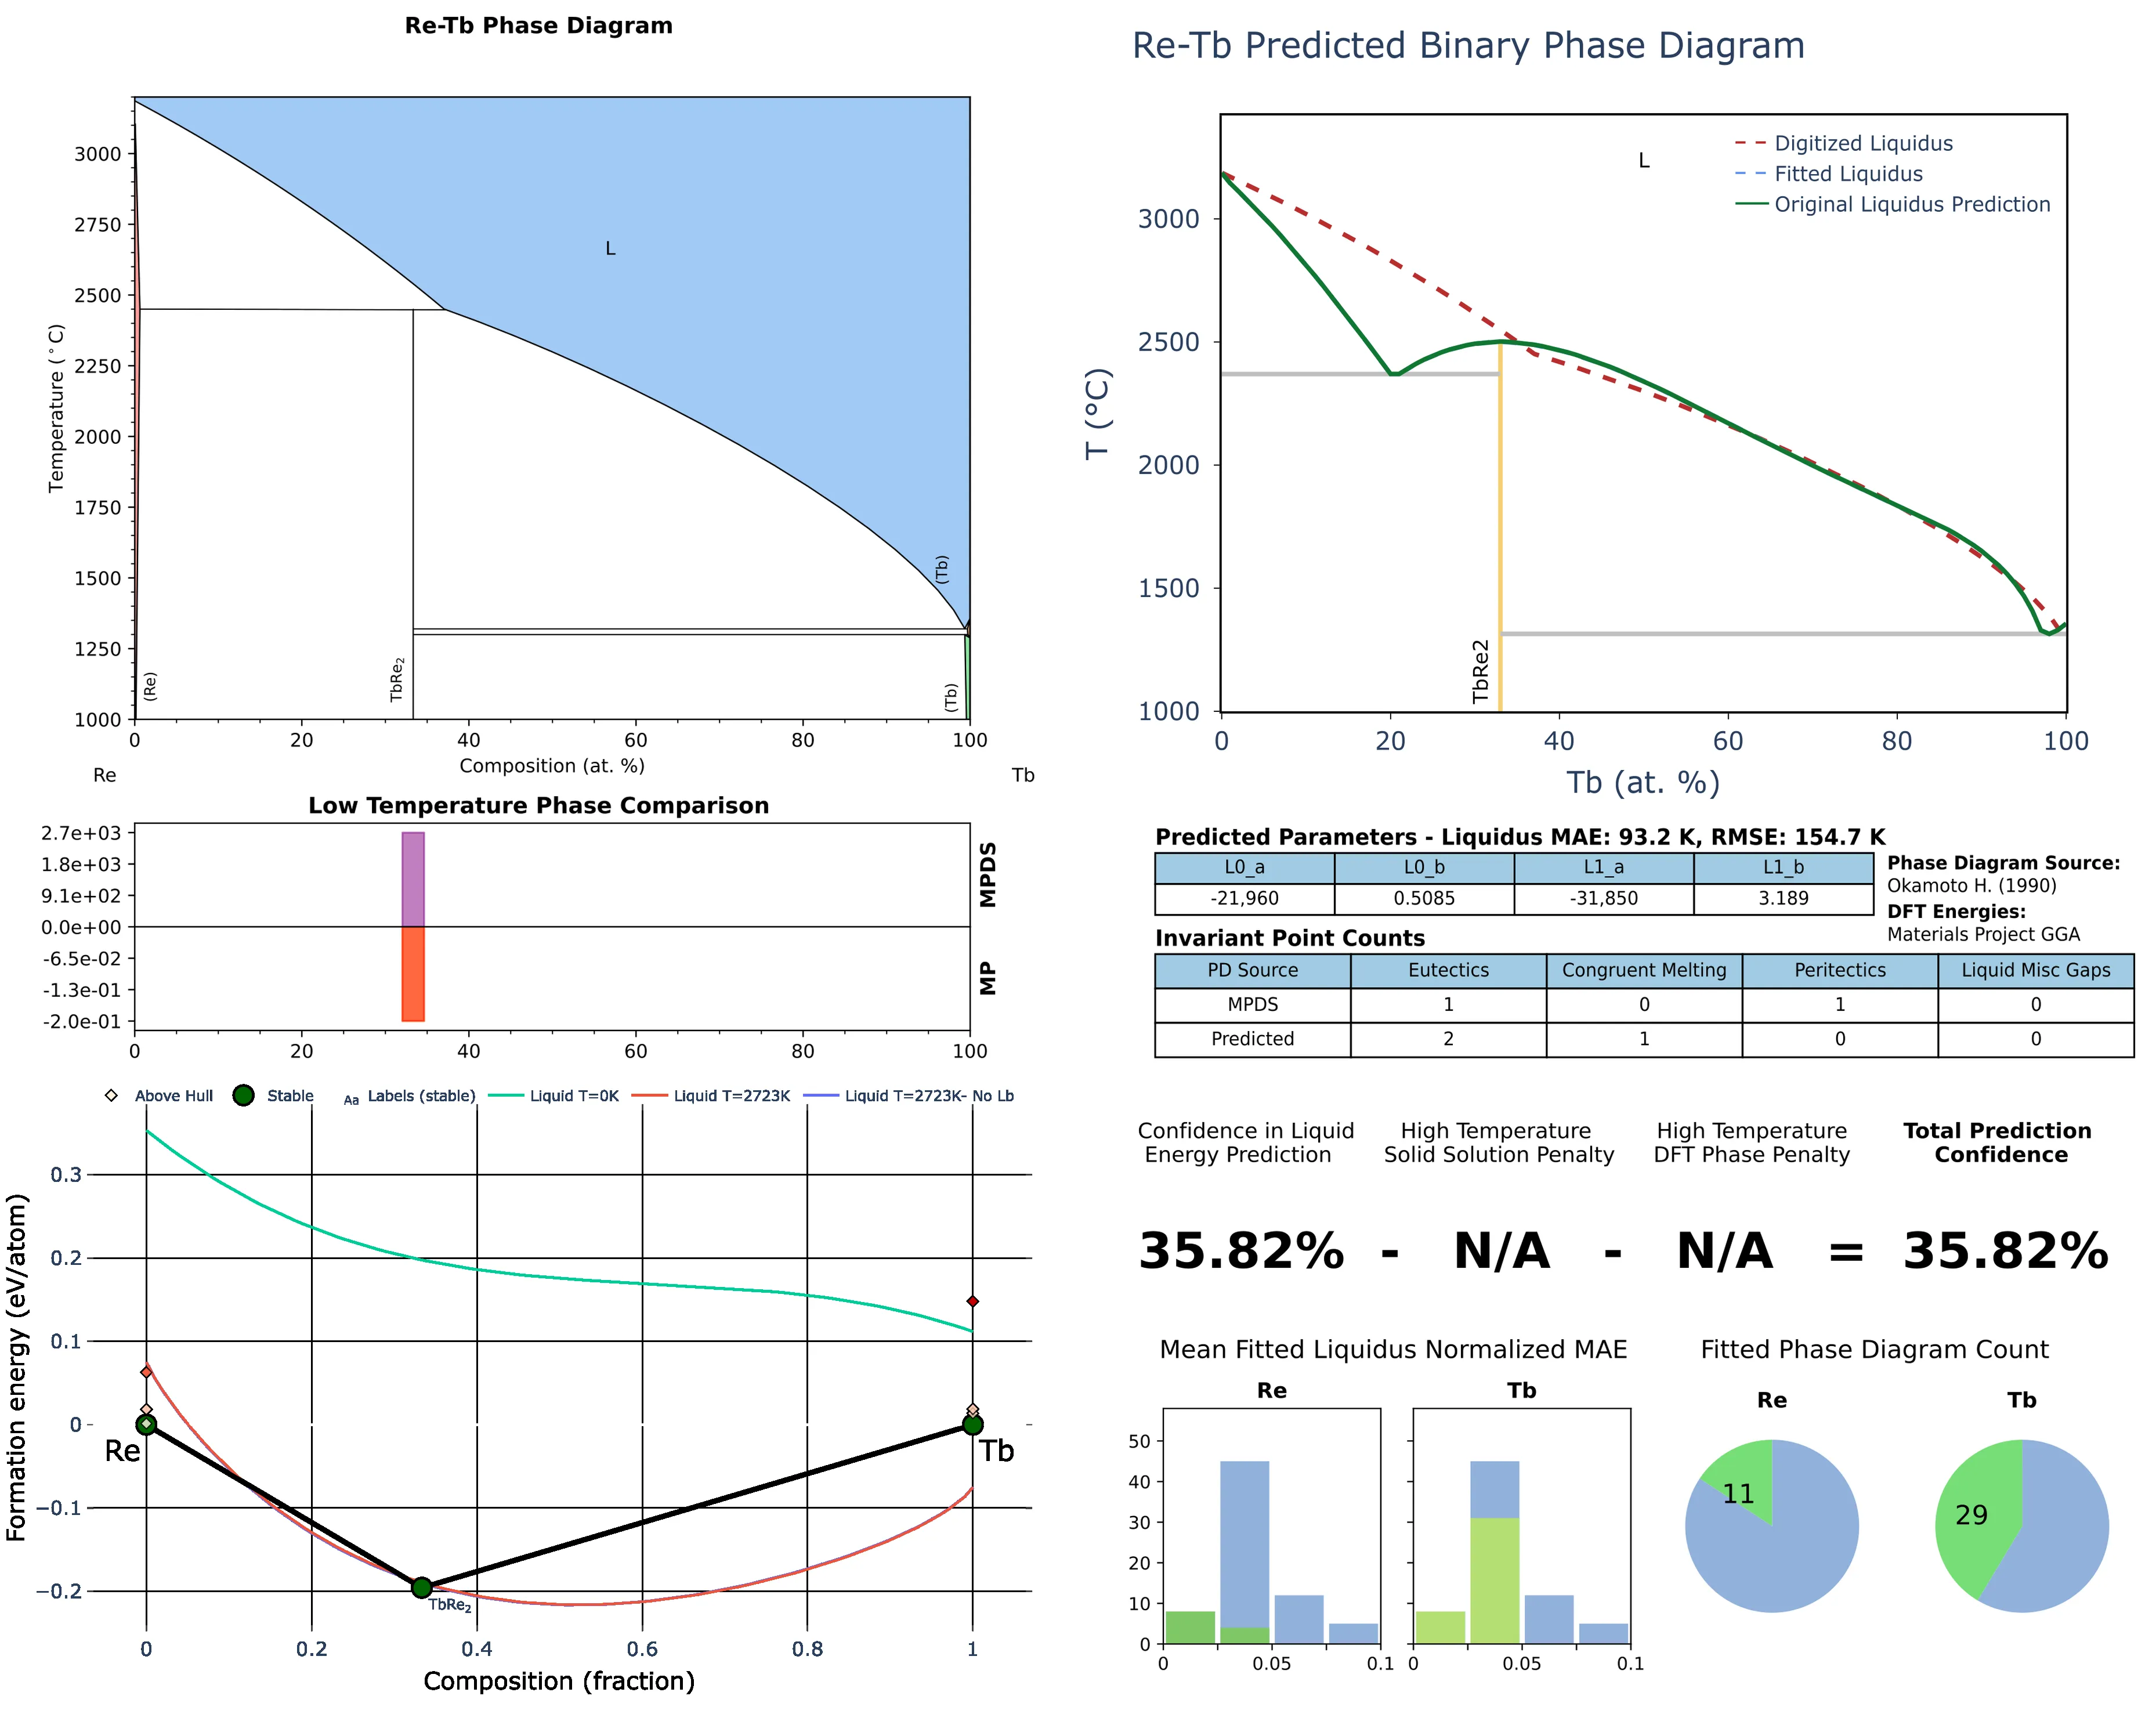 Re-Tb Phase Diagram
Temperature (°C)
3000
2750
2500
2250
2000
1750
1500
1250
1000
L
(Tb)
(Re)
TbRe2
(Tb)
0 20 40 60 80 100
Composition (at. %)
Re Tb
Low Temperature Phase Comparison
2.7e+03
1.8e+03
9.1e+02
0.0e+00
-6.5e-02
-1.3e-01
-2.0e-01
MPDS
MP
0 20 40 60 80 100
Above Hull Stable Aa Labels (stable) Liquid T=0K Liquid T=2723K Liquid T=2723K- No Lb
Formation energy (eV/atom)
0.3
0.2
0.1
0
−0.1
−0.2
Re
Tb
TbRe2
0 0.2 0.4 0.6 0.8 1
Composition (fraction)
Re-Tb Predicted Binary Phase Diagram
L
Digitized Liquidus
Fitted Liquidus
Original Liquidus Prediction
T (°C)
3000
2500
2000
1500
1000
TbRe2
0 20 40 60 80 100
Tb (at. %)
Predicted Parameters - Liquidus MAE: 93.2 K, RMSE: 154.7 K
L0_a L0_b L1_a L1_b
-21,960 0.5085 -31,850 3.189
Phase Diagram Source:
Okamoto H. (1990)
DFT Energies:
Materials Project GGA
Invariant Point Counts
PD Source Eutectics Congruent Melting Peritectics Liquid Misc Gaps
MPDS 1 0 1 0
Predicted 2 1 0 0
Confidence in Liquid
Energy Prediction
High Temperature
Solid Solution Penalty
High Temperature
DFT Phase Penalty
Total Prediction
Confidence
35.82% - N/A - N/A = 35.82%
Mean Fitted Liquidus Normalized MAE
Re
Tb
50
40
30
20
10
0
0 0.05 0.1
0 0.05 0.1
Fitted Phase Diagram Count
Re
Tb
11
29